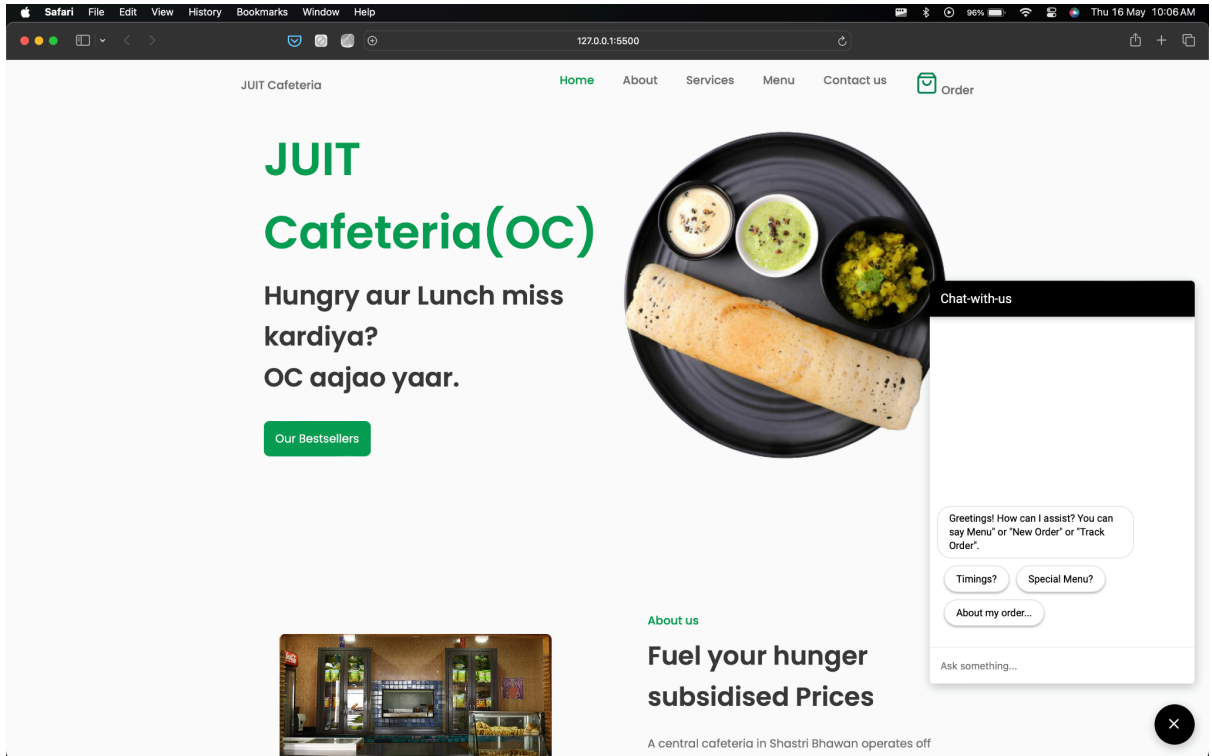 Safari File Edit View History Bookmarks Window Help
96% Thu 16 May 10:06 AM
127.0.0.1:5500
JUIT Cafeteria
Home About Services Menu Contact us Order
JUIT
Cafeteria(OC)
Hungry aur Lunch miss
kardiya?
OC aajao yaar.
Our Bestsellers
Chat-with-us
Greetings! How can I assist? You can
say Menu" or "New Order" or "Track
Order".
Timings? Special Menu?
About my order...
Ask something...
About us
Fuel your hunger
subsidised Prices
A central cafeteria in Shastri Bhawan operates off